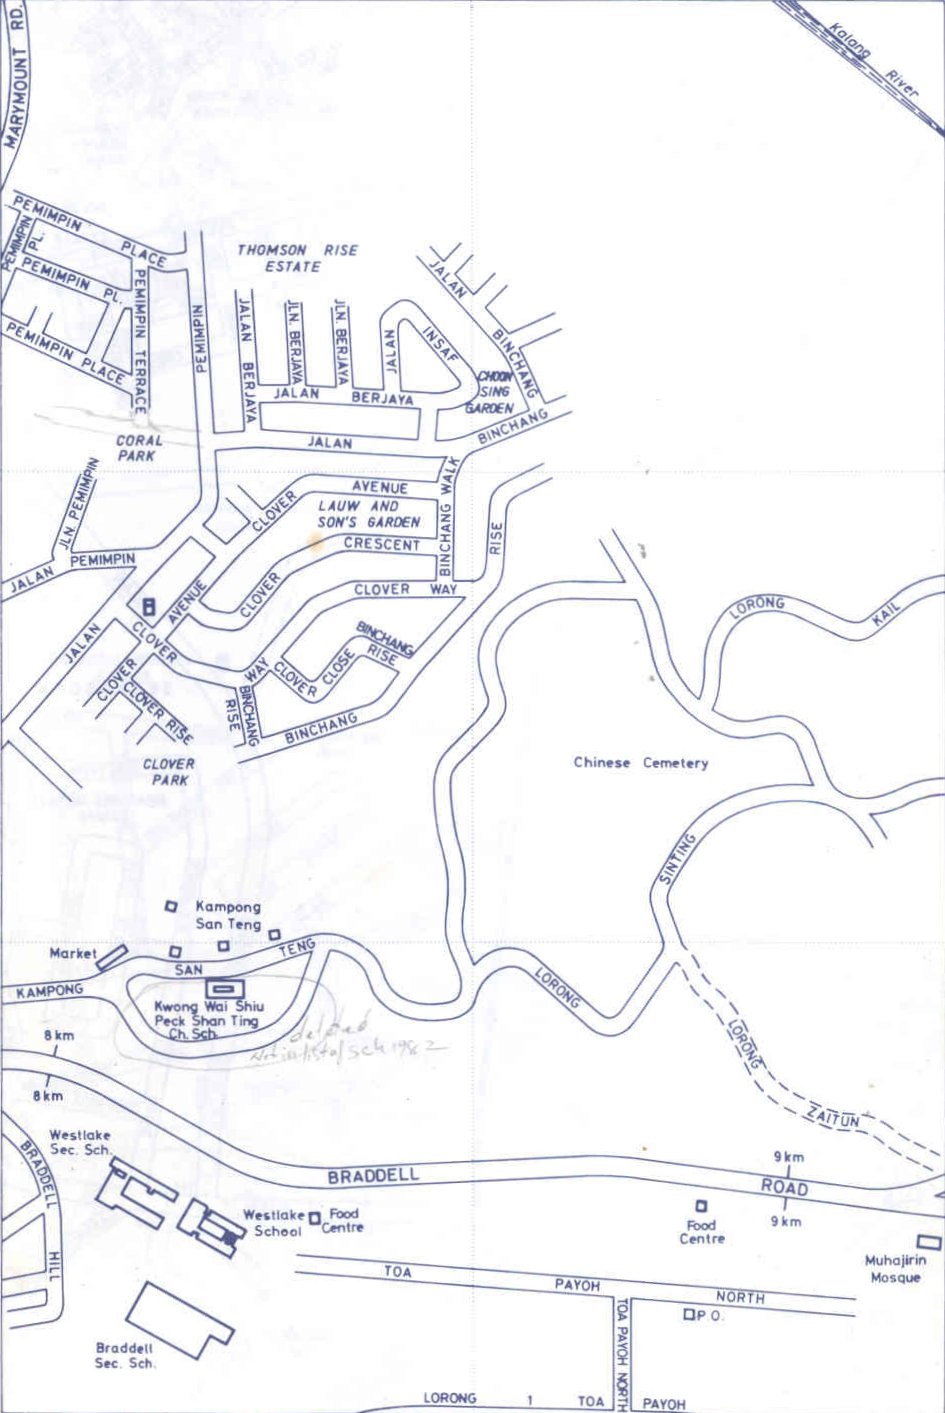 MARYMOUNT RD.
Kalang
River
PEMIMPIN
PLACE
PEMIMPIN
PL.
PEMIMPIN PL.
PEMIMPIN PLACE
PEMIMPIN TERRACE
PEMIMPIN
THOMSON RISE
ESTATE
JALAN BERJAYA
JLN. BERJAYA
JLN. BERJAYA
JALAN
INSAF
JALAN
BINCHANG
CHOON
SING
GARDEN
JALAN
BERJAYA
BINCHANG
JALAN
CORAL
PARK
JLN. PEMIMPIN
JALAN
PEMIMPIN
CLOVER
AVENUE
LAUW AND
SON'S GARDEN
CRESCENT
BINCHANG WALK
RISE
CLOVER
AVENUE
CLOVER WAY
LORONG
KAIL
JALAN
CLOVER
WAY
BINCHANG
RISE
CLOVER
CLOSE
CLOVER
CLOVER RISE
BINCHANG
RISE
BINCHANG
CLOVER
PARK
Chinese Cemetery
SINTING
Kampong
San Teng
Market
SAN
TENG
KAMPONG
Kwong Wai Shiu
Peck Shan Ting
Ch. Sch.
LORONG
deleted
Not in list of sch 1982
8 km
8 km
LORONG
ZAITUN
Westlake
Sec. Sch.
BRADDELL
HILL
BRADDELL
ROAD
9 km
9 km
Westlake
School
Food
Centre
Food
Centre
Muhajirin
Mosque
TOA
PAYOH
NORTH
P.O.
TOA PAYOH NORTH
Braddell
Sec. Sch.
LORONG 1 TOA PAYOH